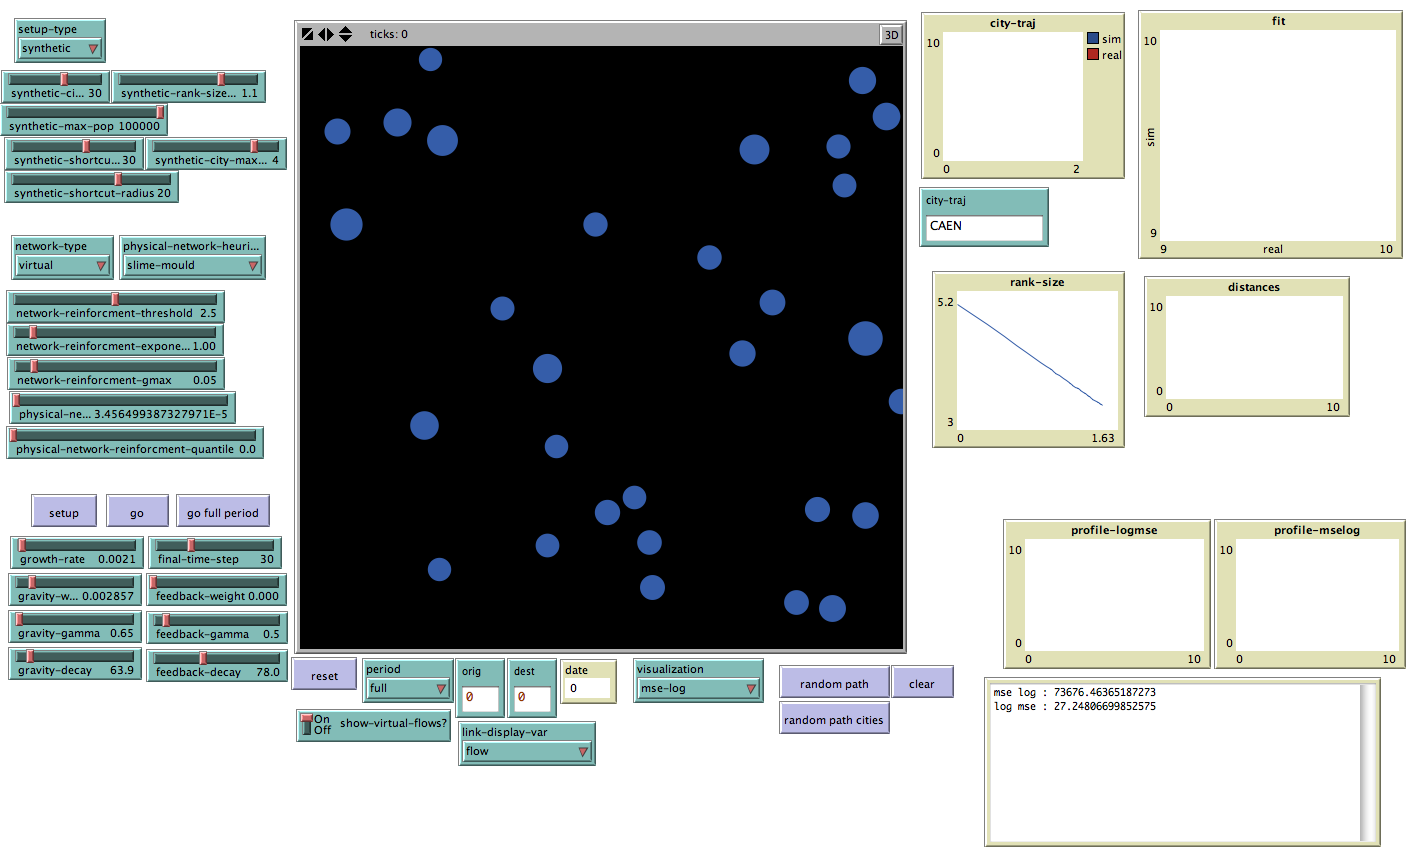 setup-type
synthetic
synthetic-ci... 30
synthetic-rank-size... 1.1
synthetic-max-pop 100000
synthetic-shortcu... 30
synthetic-city-max... 4
synthetic-shortcut-radius 20
network-type
virtual
physical-network-heuri...
slime-mould
network-reinforcment-threshold 2.5
network-reinforcment-expone... 1.00
network-reinforcment-gmax 0.05
physical-ne... 3.456499387327971E-5
physical-network-reinforcment-quantile 0.0
setup
go
go full period
growth-rate 0.0021
final-time-step 30
gravity-w... 0.002857
feedback-weight 0.000
gravity-gamma 0.65
feedback-gamma 0.5
gravity-decay 63.9
feedback-decay 78.0
ticks: 0
3D
reset
period
full
orig
0
dest
0
date
0
visualization
mse-log
random path
clear
random path cities
On
Off
show-virtual-flows?
link-display-var
flow
city-traj
10
0
0
2
sim
real
city-traj
CAEN
fit
10
sim
9
9
real
10
rank-size
5.2
3
0
1.63
distances
10
0
0
10
profile-logmse
10
0
0
10
profile-mselog
10
0
0
10
mse log : 73676.46365187273
log mse : 27.24806699852575